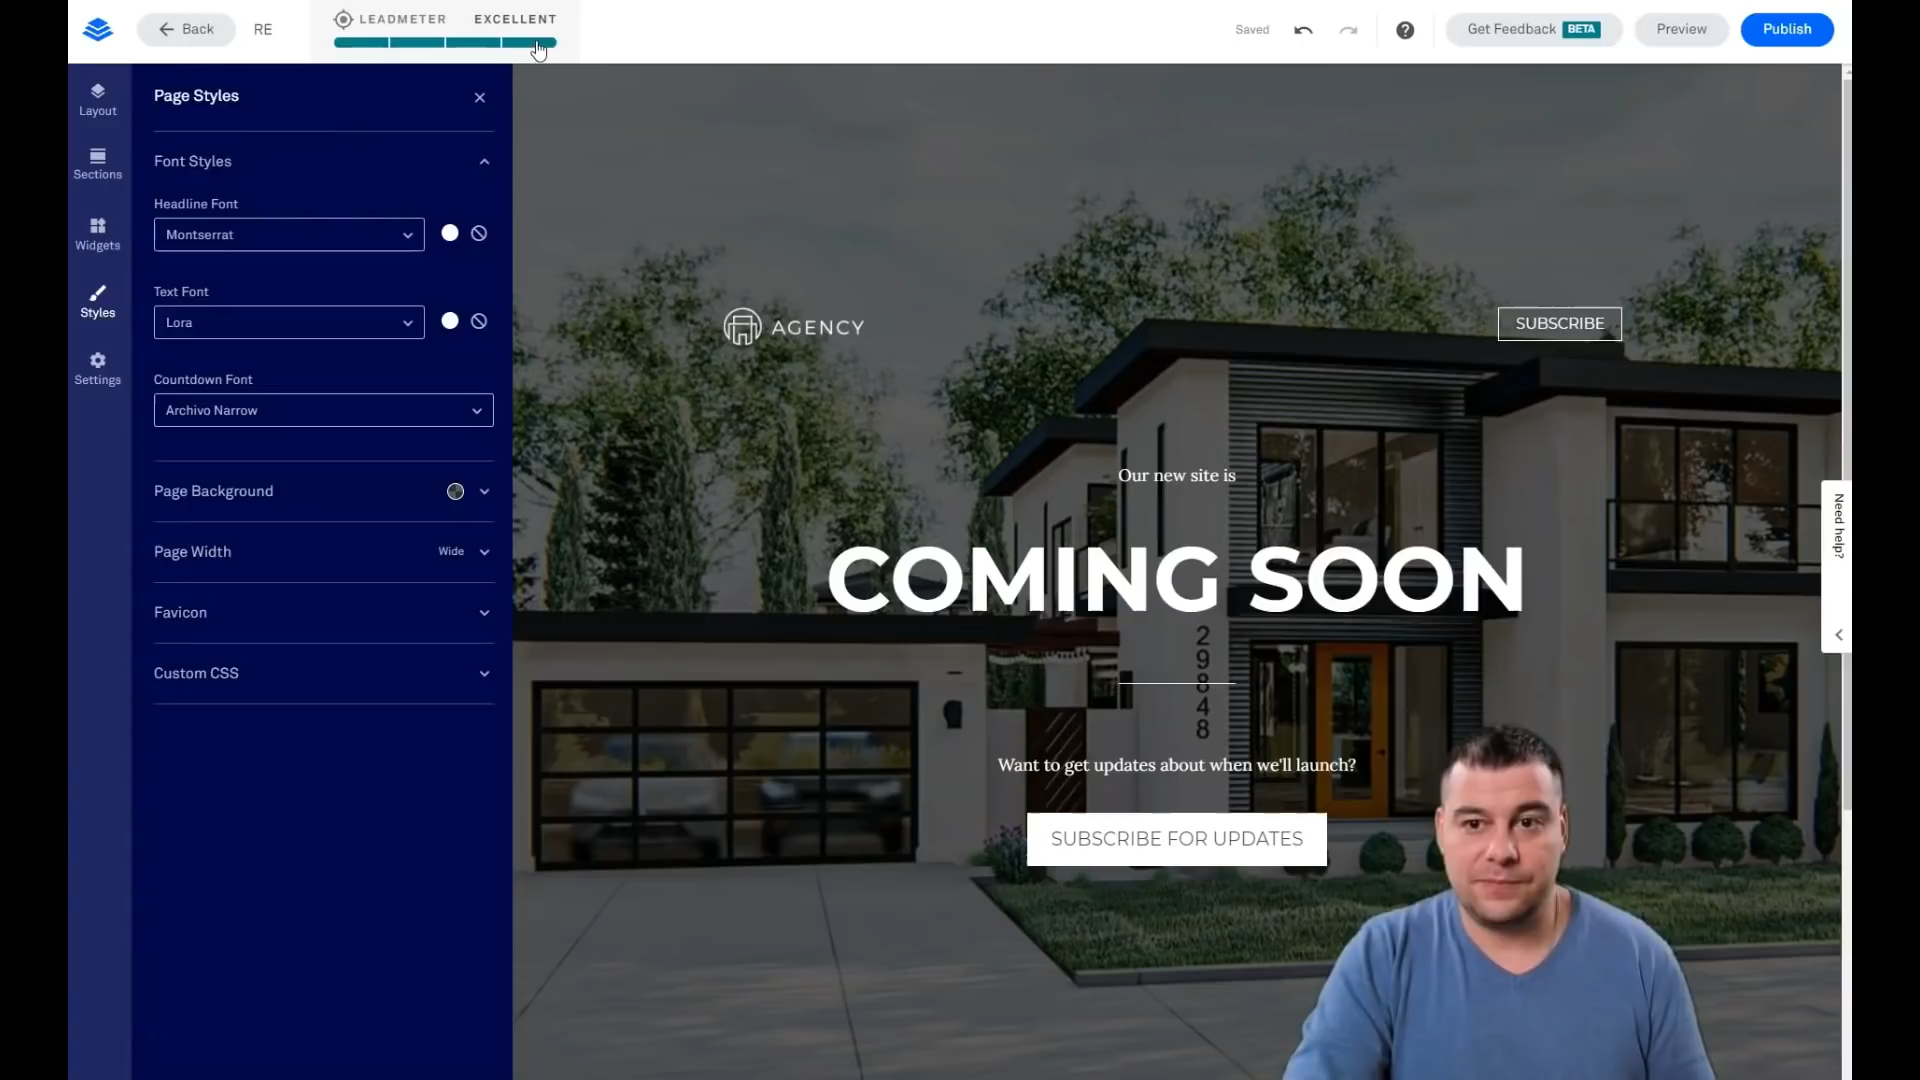 Back
RE
LEADMETER EXCELLENT
Saved
Get Feedback BETA
Preview
Publish
Layout
Sections
Widgets
Styles
Settings
Page Styles
Font Styles
Headline Font
Montserrat
Text Font
Lora
Countdown Font
Archivo Narrow
Page Background
Page Width Wide
Favicon
Custom CSS
AGENCY
SUBSCRIBE
Our new site is
COMING SOON
2
9
8
4
8
Want to get updates about when we'll launch?
SUBSCRIBE FOR UPDATES
Need help?